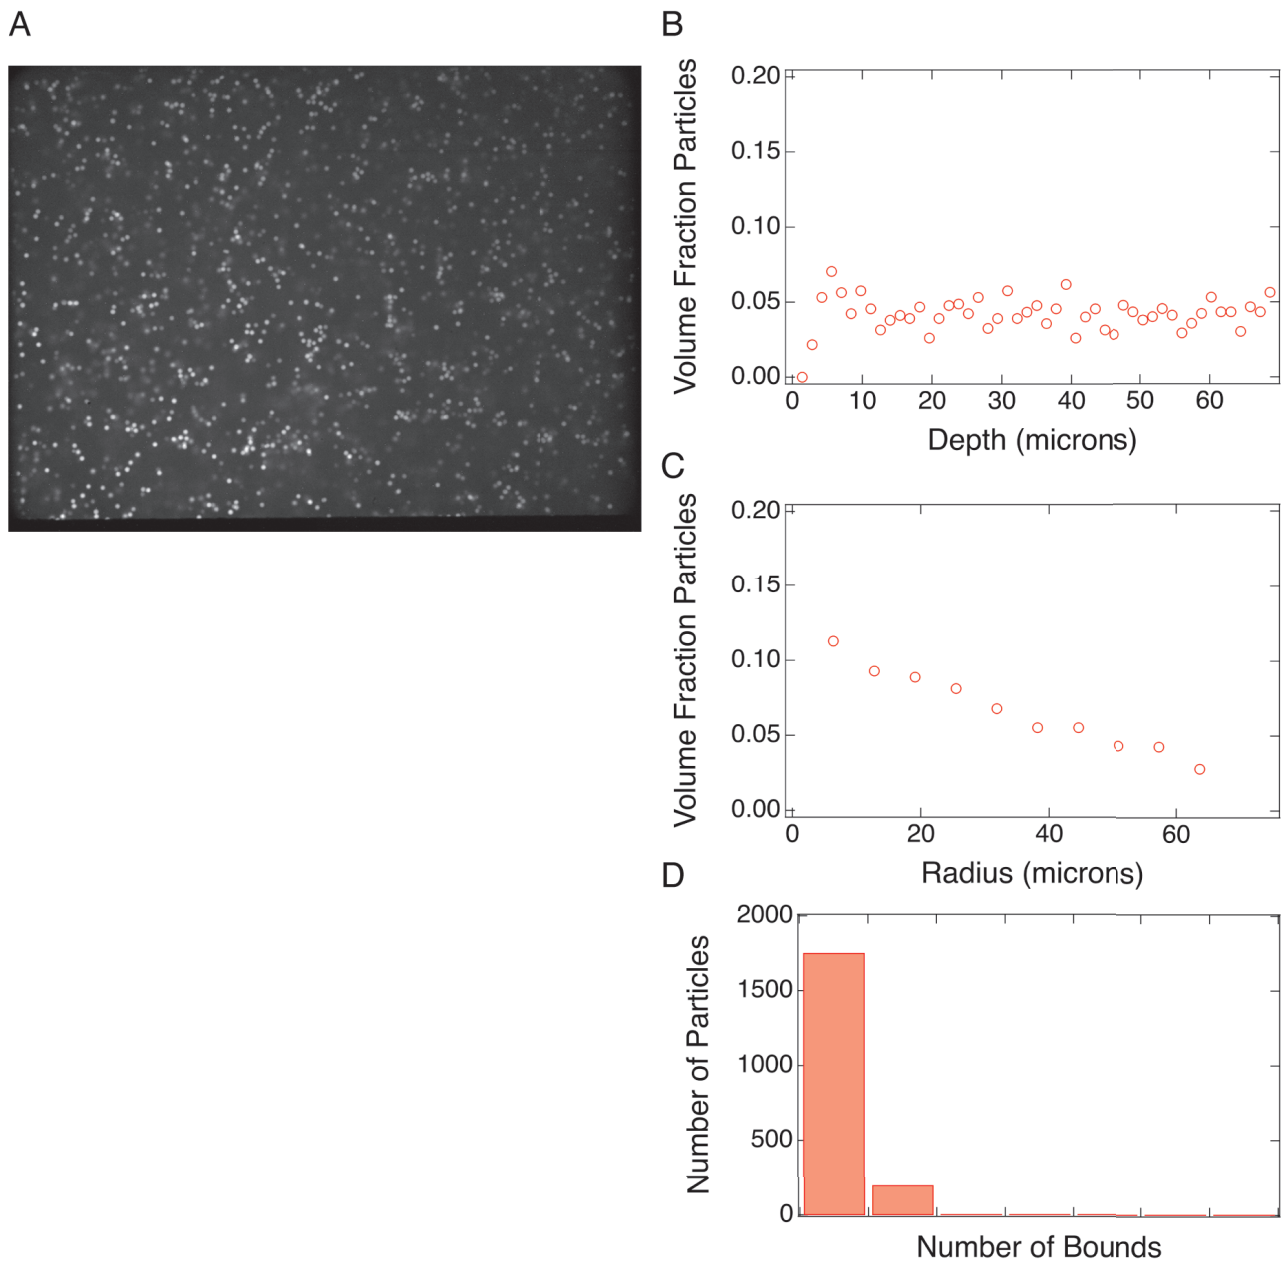 A
B
Volume Fraction Particles
0.20
0.15
0.10
0.05
0.00
0 10 20 30 40 50 60
Depth (microns)
C
Volume Fraction Particles
0.20
0.15
0.10
0.05
0.00
0 20 40 60
Radius (microns)
D
Number of Particles
2000
1500
1000
500
0
Number of Bounds